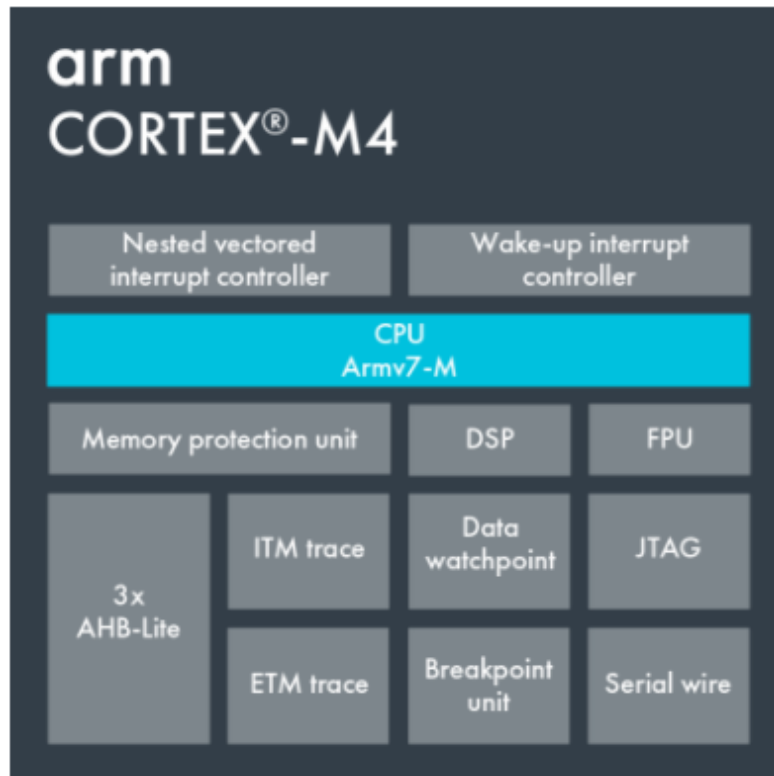 arm
CORTEX®-M4
Nested vectored
interrupt controller
Wake-up interrupt
controller
CPU
Armv7-M
Memory protection unit
DSP
FPU
3x
AHB-Lite
ITM trace
Data
watchpoint
JTAG
ETM trace
Breakpoint
unit
Serial wire